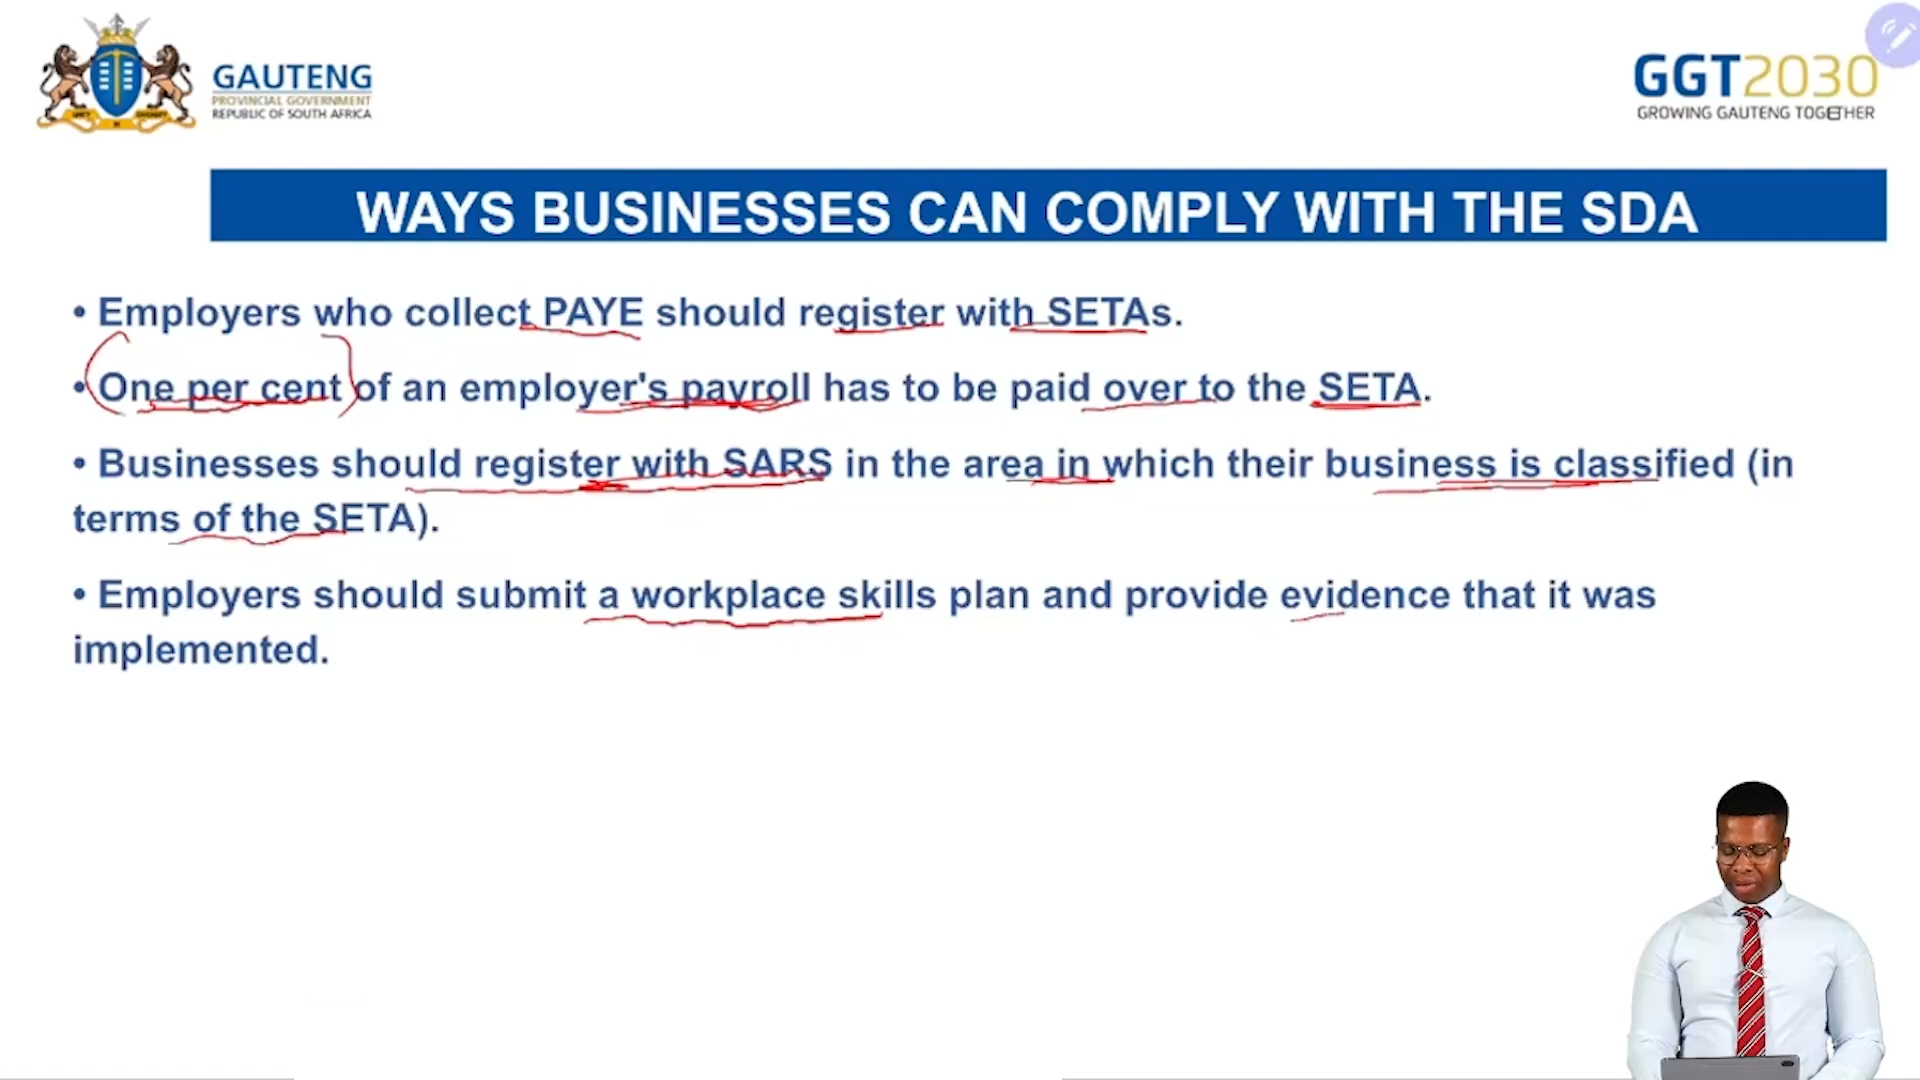 GAUTENG
PROVINCIAL GOVERNMENT
REPUBLIC OF SOUTH AFRICA
GGT2030
GROWING GAUTENG TOGETHER
WAYS BUSINESSES CAN COMPLY WITH THE SDA
• Employers who collect PAYE should register with SETAs.
• One per cent of an employer's payroll has to be paid over to the SETA.
• Businesses should register with SARS in the area in which their business is classified (in
terms of the SETA).
• Employers should submit a workplace skills plan and provide evidence that it was
implemented.